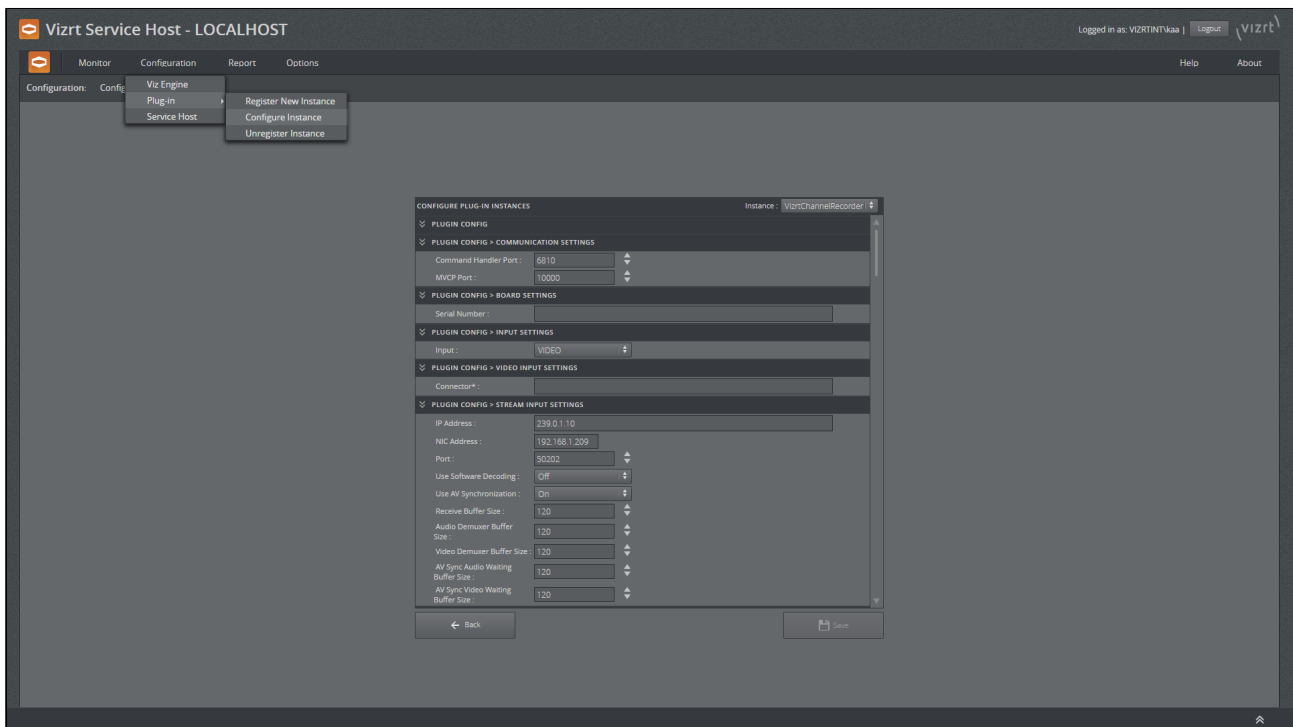 Vizrt Service Host - LOCALHOST
Logged in as: VIZRTINT\kaa | Logout
vizrt
Monitor Configuration Report Options Help About
Configuration: Config
Viz Engine
Plug-in
Service Host
Register New Instance
Configure Instance
Unregister Instance
CONFIGURE PLUG-IN INSTANCES Instance : VizrtChannelRecorder
PLUGIN CONFIG
PLUGIN CONFIG > COMMUNICATION SETTINGS
Command Handler Port : 6810
MVCP Port : 10000
PLUGIN CONFIG > BOARD SETTINGS
Serial Number :
PLUGIN CONFIG > INPUT SETTINGS
Input : VIDEO
PLUGIN CONFIG > VIDEO INPUT SETTINGS
Connector* :
PLUGIN CONFIG > STREAM INPUT SETTINGS
IP Address : 239.0.1.10
NIC Address : 192.168.1.209
Port : 50202
Use Software Decoding : Off
Use AV Synchronization : On
Receive Buffer Size : 120
Audio Demuxer Buffer
Size : 120
Video Demuxer Buffer Size : 120
AV Sync Audio Waiting
Buffer Size : 120
AV Sync Video Waiting
Buffer Size : 120
Back Save